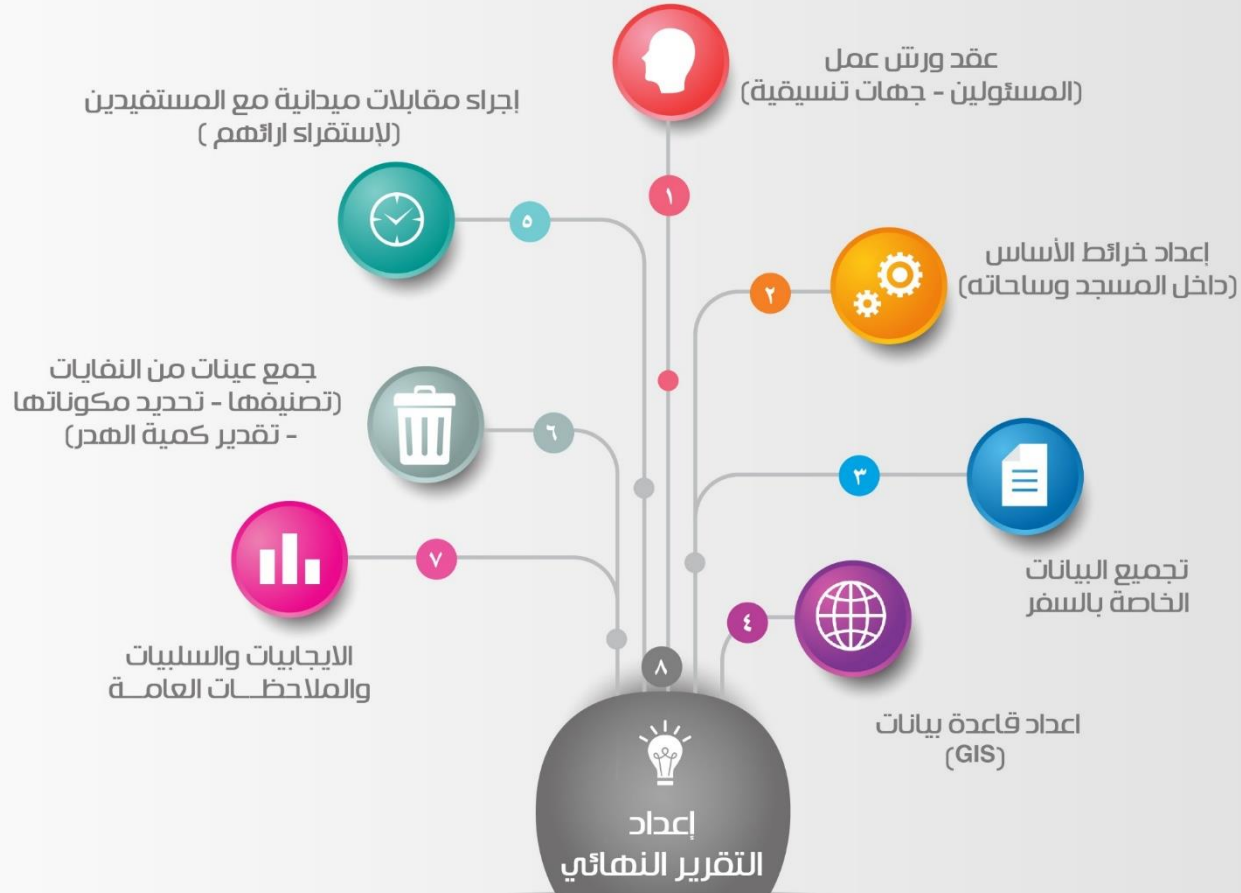 عقد ورش عمل
(المسئولين - جهات تنسيقية)
١
إعداد خرائط الأساس
(داخل المسجد وساحاته)
٢
٣
تجميع البيانات
الخاصة بالسفر
٤
اعداد قاعدة بيانات
(GIS)
إجراء مقابلات ميدانية مع المستفيدين
(لإستقراء ارائهم )
٥
جمع عينات من النفايات
(تصنيفها - تحديد مكوناتها
- تقدير كمية الهدر)
٦
٧
الايجابيات والسلبيات
والملاحظـــات العامــة
٨
إعداد
التقرير النهائي